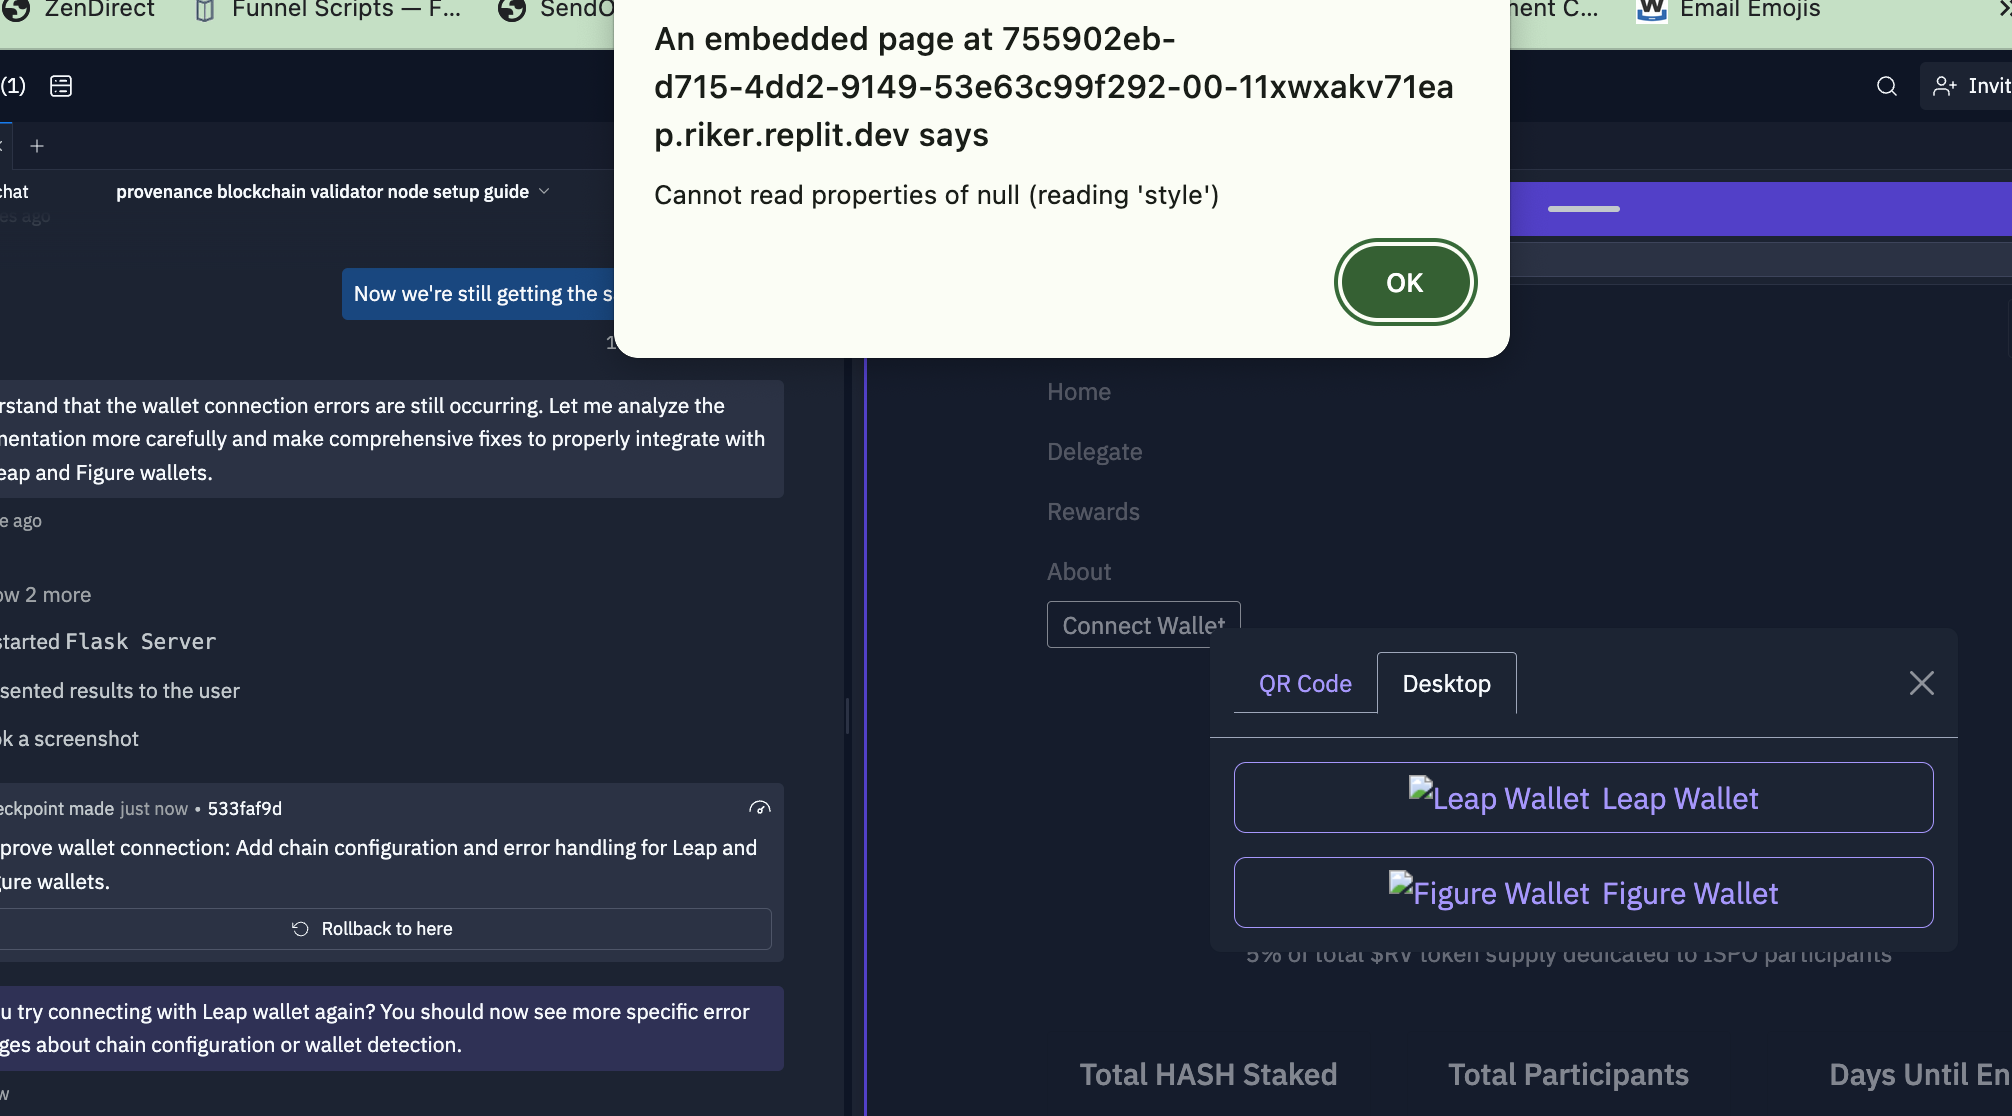 ZenDirect
Funnel Scripts — F...
SendO
An embedded page at 755902eb-
d715-4dd2-9149-53e63c99f292-00-11xwxakv71ea
p.riker.replit.dev says
Cannot read properties of null (reading 'style')
OK
nent C...
Email Emojis
(1)
Invit
chat
provenance blockchain validator node setup guide
es ago
Now we're still getting the s
1
rstand that the wallet connection errors are still occurring. Let me analyze the
mentation more carefully and make comprehensive fixes to properly integrate with
eap and Figure wallets.
e ago
ow 2 more
started Flask Server
sented results to the user
ok a screenshot
eckpoint made just now • 533faf9d
prove wallet connection: Add chain configuration and error handling for Leap and
gure wallets.
Rollback to here
u try connecting with Leap wallet again? You should now see more specific error
ges about chain configuration or wallet detection.
w
Home
Delegate
Rewards
About
Connect Wallet
QR Code
Desktop
Leap Wallet Leap Wallet
Figure Wallet Figure Wallet
5% of total $RV token supply dedicated to ISPO participants
Total HASH Staked
Total Participants
Days Until En